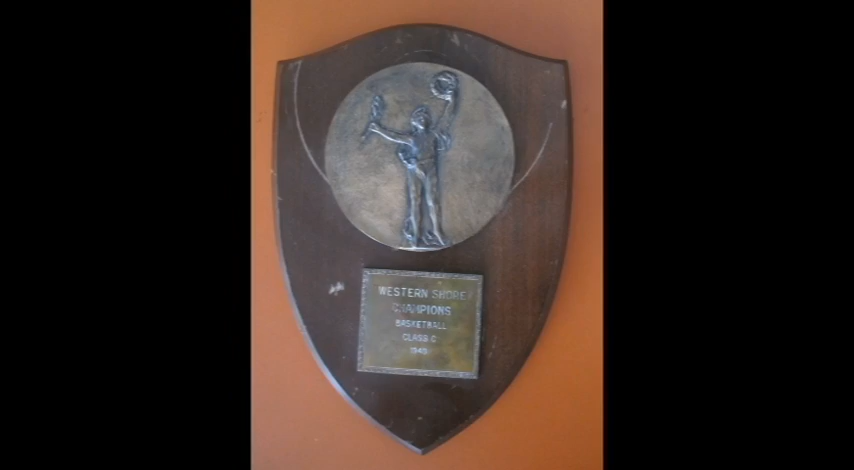 WESTERN SHORE
CHAMPIONS
BASKETBALL
CLASS C
1949